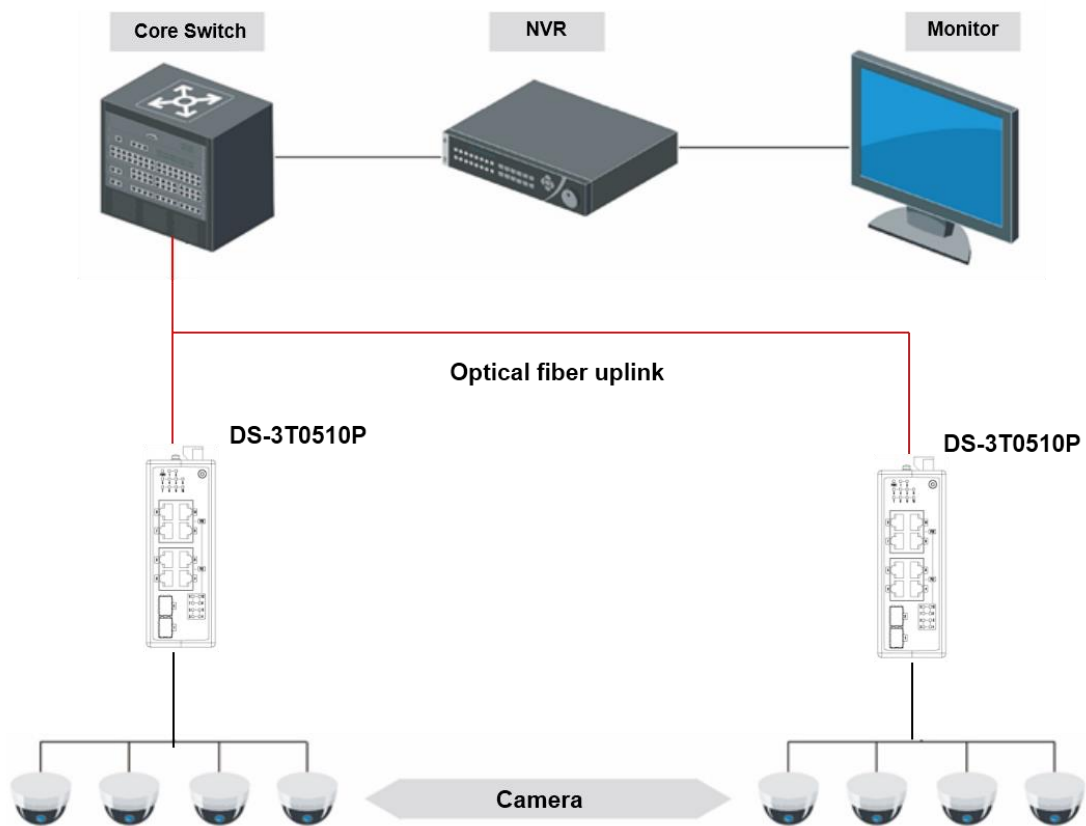 Core Switch
NVR
Monitor
Optical fiber uplink
DS-3T0510P
DS-3T0510P
Camera